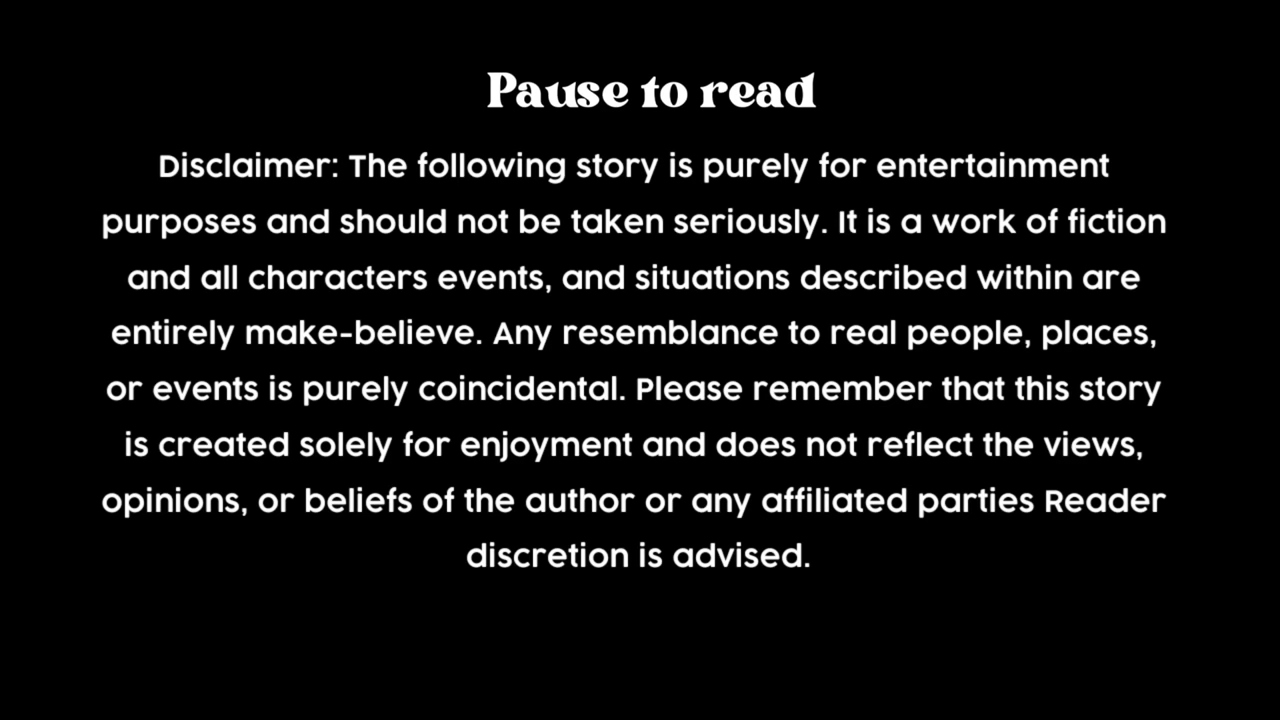 Pause to read
Disclaimer: The following story is purely for entertainment
purposes and should not be taken seriously. It is a work of fiction
and all characters events, and situations described within are
entirely make-believe. Any resemblance to real people, places,
or events is purely coincidental. Please remember that this story
is created solely for enjoyment and does not reflect the views,
opinions, or beliefs of the author or any affiliated parties Reader
discretion is advised.